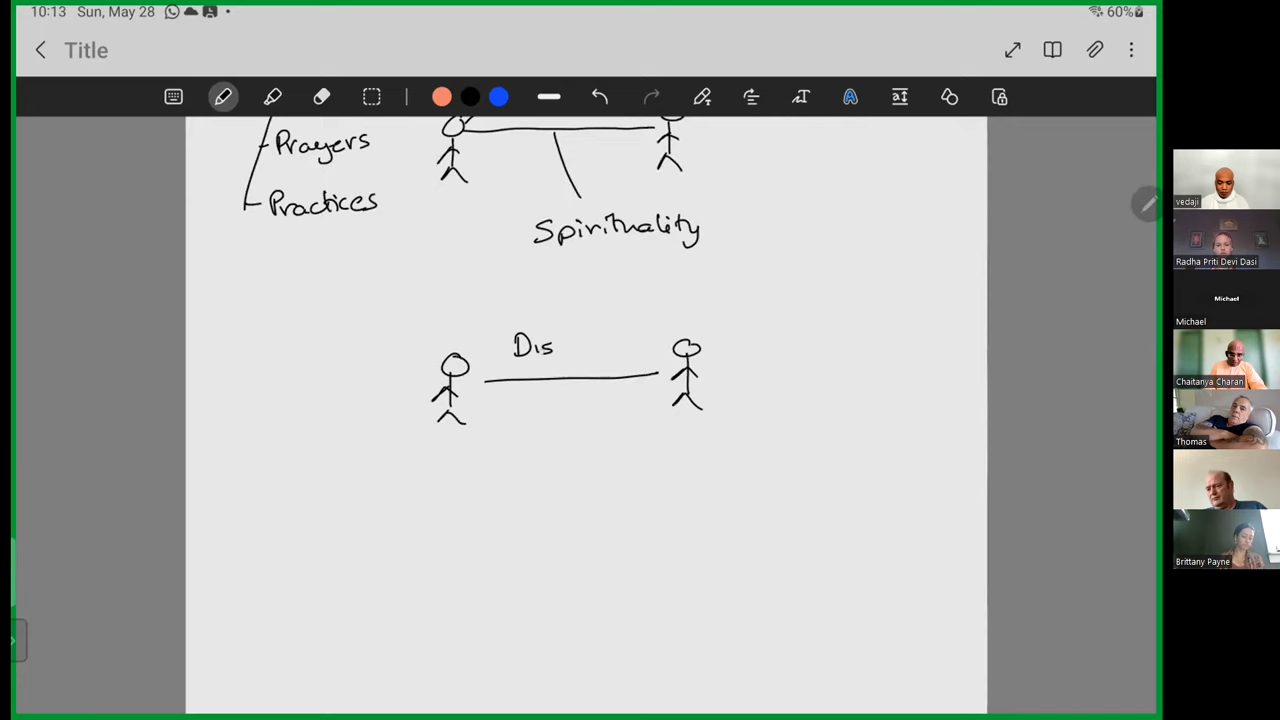 10:13 Sun, May 28
60%
Title
Prayers
Practices
Spirituality
Dis
vedaji
Radha Priti Devi Dasi
Michael
Michael
Chaitanya Charan
Thomas
Brittany Payne